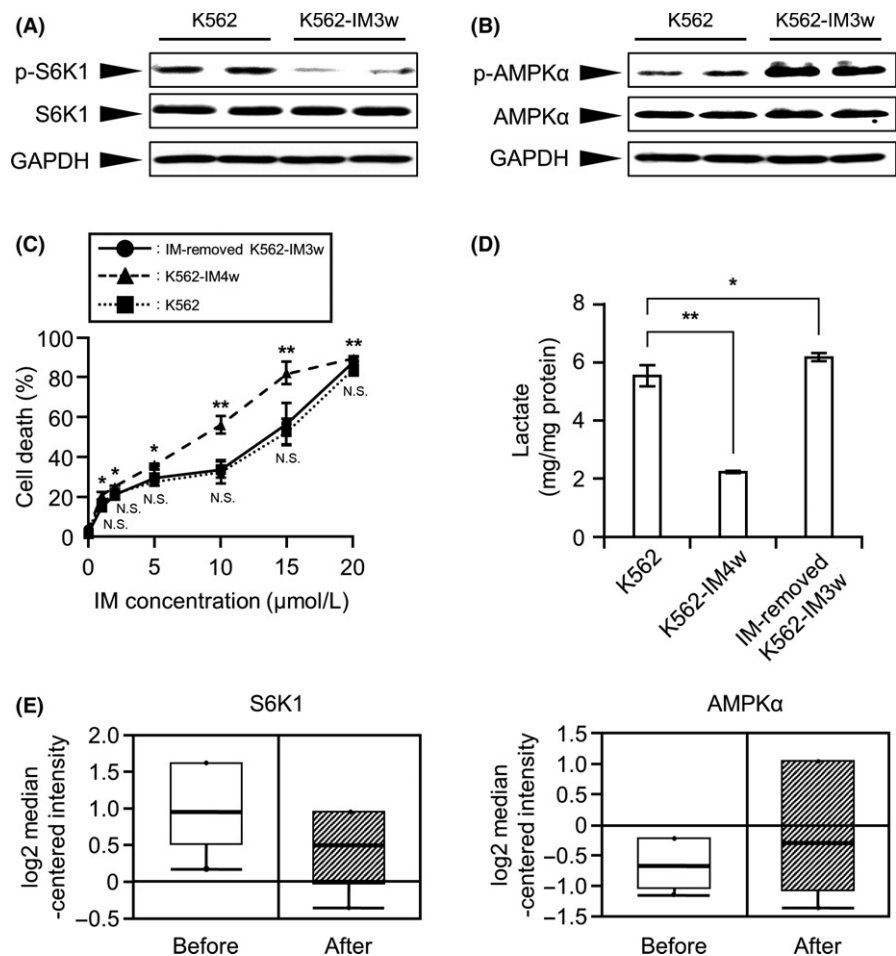 (A)
K562 K562-IM3w
p-S6K1
S6K1
GAPDH
(B)
K562 K562-IM3w
p-AMPKα
AMPKα
GAPDH
(C)
: IM-removed K562-IM3w
: K562-IM4w
: K562
Cell death (%)
100
80
60
40
20
0
* * * ** ** **
N.S. N.S. N.S. N.S. N.S. N.S.
0 5 10 15 20
IM concentration (μmol/L)
(D)
Lactate
(mg/mg protein)
8
6
4
2
0
*
**
K562
K562-IM4w
IM-removed
K562-IM3w
(E)
S6K1
log2 median
-centered intensity
2.0
1.5
1.0
0.5
0
−0.5
Before After
AMPKα
log2 median
-centered intensity
1.5
1.0
0.5
0
−0.5
−1.0
−1.5
Before After